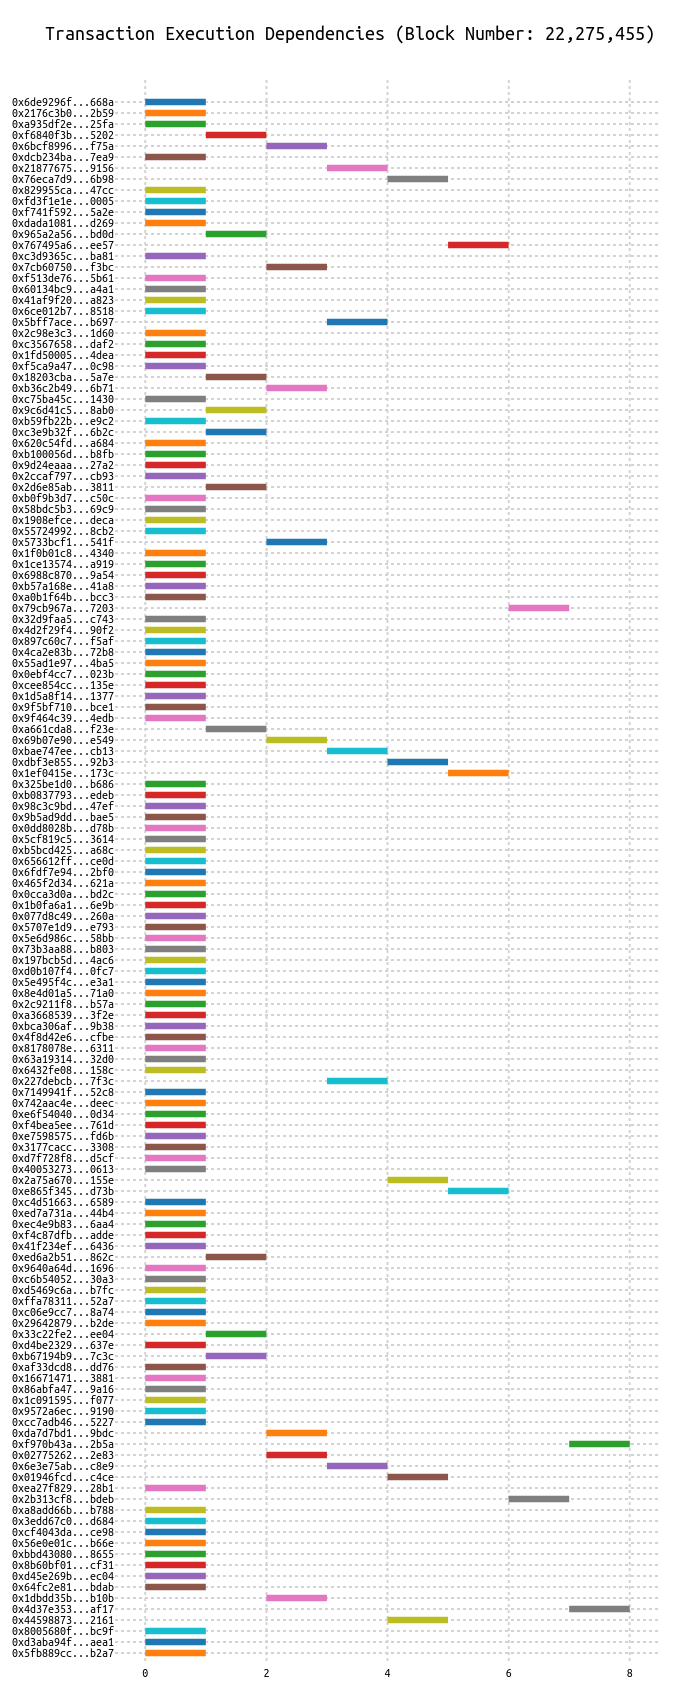 Transaction Execution Dependencies (Block Number: 22,275,455)
0x6de9296f...668a
0x2176c3b0...2b59
0xa935df2e...25fa
0xf6840f3b...5202
0x6bcf8996...f75a
0xdcb234ba...7ea9
0x21877675...9156
0x76eca7d9...6b98
0x829955ca...47cc
0xfd3f1e1e...0005
0xf741f592...5a2e
0xdada1081...d269
0x965a2a56...bd0d
0x767495a6...ee57
0xc3d9365c...ba81
0x7cb60750...f3bc
0xf513de76...5b61
0x60134bc9...a4a1
0x41af9f20...a823
0x6ce012b7...8518
0x5bff7ace...b697
0x2c98e3c3...1d60
0xc3567658...daf2
0x1fd50005...4dea
0xf5ca9a47...0c98
0x18203cba...5a7e
0xb36c2b49...6b71
0xc75ba45c...1430
0x9c6d41c5...8ab0
0xb59fb22b...e9c2
0xc3e9b32f...6b2c
0x620c54fd...a684
0xb100056d...b8fb
0x9d24eaaa...27a2
0x2ccaf797...cb93
0x2d6e85ab...3811
0xb0f9b3d7...c50c
0x58bdc5b3...69c9
0x1908efce...deca
0x55724992...8cb2
0x5733bcf1...541f
0x1f0b01c8...4340
0x1ce13574...a919
0x6988c870...9a54
0xb57a168e...41a8
0xa0b1f64b...bcc3
0x79cb967a...7203
0x32d9faa5...c743
0x4d2f29f4...90f2
0x897c60c7...f5af
0x4ca2e83b...72b8
0x55ad1e97...4ba5
0x0ebf4cc7...023b
0xcee854cc...135e
0x1d5a8f14...1377
0x9f5bf710...bce1
0x9f464c39...4edb
0xa661cda8...f23e
0x69b07e90...e549
0xbae747ee...cb13
0xdbf3e855...92b3
0x1ef0415e...173c
0x325be1d0...b686
0xb0837793...edeb
0x98c3c9bd...47ef
0x9b5ad9dd...bae5
0x0dd8028b...d78b
0x5cf819c5...3614
0xb5bcd425...a68c
0x656612ff...ce0d
0x6fdf7e94...2bf0
0x465f2d34...621a
0x0cca3d0a...bd2c
0x1b0fa6a1...6e9b
0x077d8c49...260a
0x5707e1d9...e793
0x5e6d986c...58bb
0x73b3aa88...b803
0x197bcb5d...4ac6
0xd0b107f4...0fc7
0x5e495f4c...e3a1
0x8e4d01a5...71a0
0x2c9211f8...b57a
0xa3668539...3f2e
0xbca306af...9b38
0x4f8d42e6...cfbe
0x8178078e...6311
0x63a19314...32d0
0x6432fe08...158c
0x227debcb...7f3c
0x7149941f...52c8
0x742aac4e...deec
0xe6f54040...0d34
0xf4bea5ee...761d
0xe7598575...fd6b
0x3177cacc...3308
0xd7f728f8...d5cf
0x40053273...0613
0x2a75a670...155e
0xe865f345...d73b
0xc4d51663...6589
0xed7a731a...44b4
0xec4e9b83...6aa4
0xf4c87dfb...adde
0x41f234ef...6436
0xed6a2b51...862c
0x9640a64d...1696
0xc6b54052...30a3
0xd5469c6a...b7fc
0xffa78311...52a7
0xc06e9cc7...8a74
0x29642879...b2de
0x33c22fe2...ee04
0xd4be2329...637e
0xb67194b9...7c3c
0xaf33dcd8...dd76
0x16671471...3881
0x86abfa47...9a16
0x1c091595...f077
0x9572a6ec...9190
0xcc7adb46...5227
0xda7d7bd1...9bdc
0xf970b43a...2b5a
0x02775262...2e83
0x6e3e75ab...c8e9
0x01946fcd...c4ce
0xea27f829...28b1
0x2b313cf8...bdeb
0xa8add66b...b788
0x3edd67c0...d684
0xcf4043da...ce98
0x56e0e01c...b66e
0xbbd43080...8655
0x8b60bf01...cf31
0xd45e269b...ec04
0x64fc2e81...bdab
0x1dbdd35b...b10b
0x4d37e353...af17
0x44598873...2161
0x8005680f...bc9f
0xd3aba94f...aea1
0x5fb889cc...b2a7
0 2 4 6 8